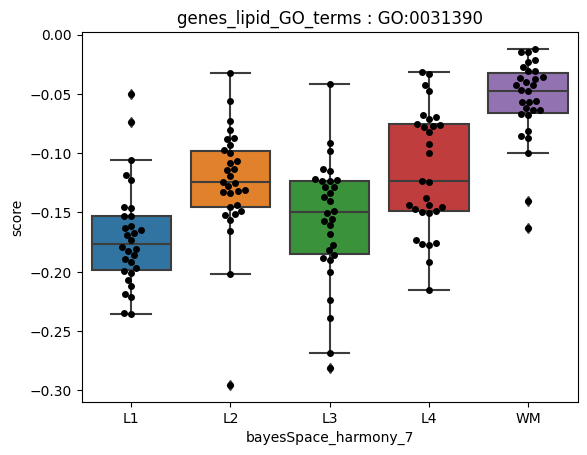 genes_lipid_GO_terms : GO:0031390
0.00
−0.05
−0.10
−0.15
−0.20
−0.25
−0.30
score
L1 L2 L3 L4 WM
bayesSpace_harmony_7